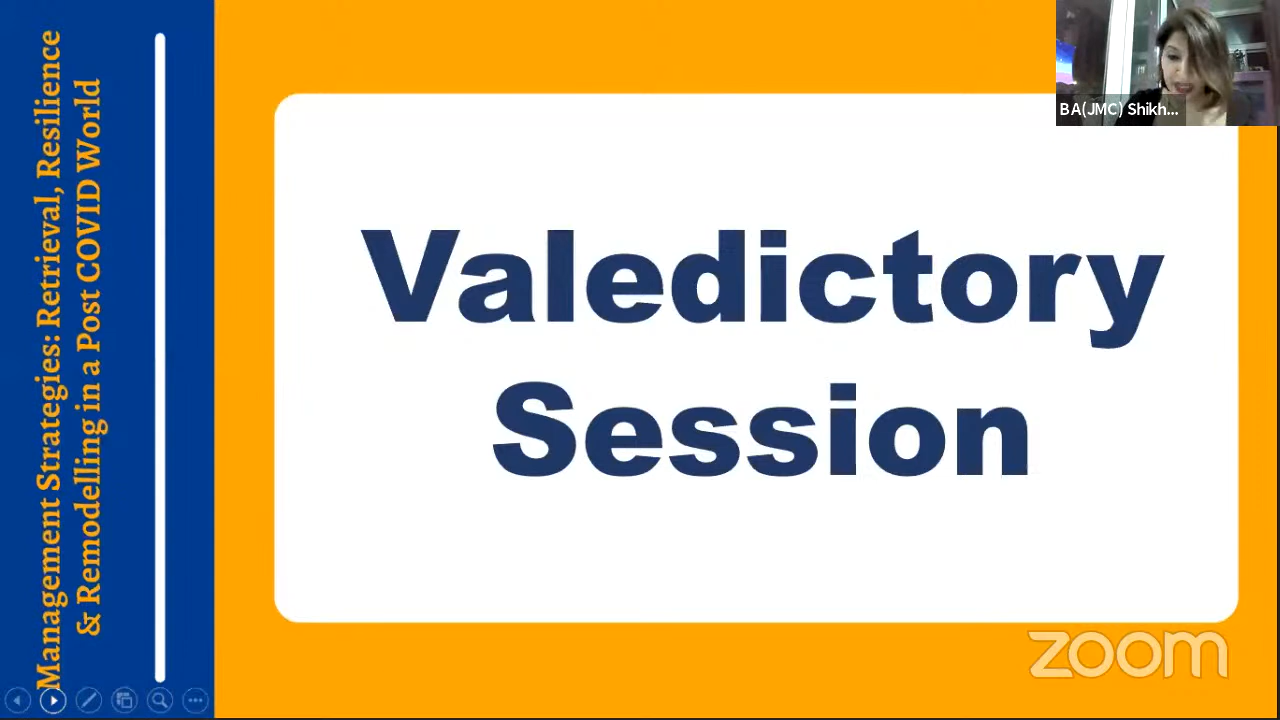 Management Strategies: Retrieval, Resilience
& Remodelling in a Post COVID World
BA(JMC) Shikh...
Valedictory
Session
zoom